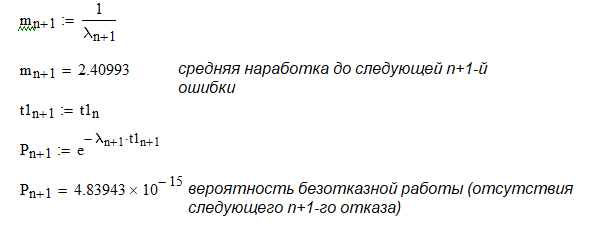 m_{n+1} := \frac{1}{λ_{n+1}}
m_{n+1} = 2.40993 средняя наработка до следующей n+1-й
ошибки
t1_{n+1} := t1_n
P_{n+1} := e^{-λ_{n+1}·t1_{n+1}}
P_{n+1} = 4.83943 × 10^{-15} вероятность безотказной работы (отсутствия
следующего n+1-го отказа)